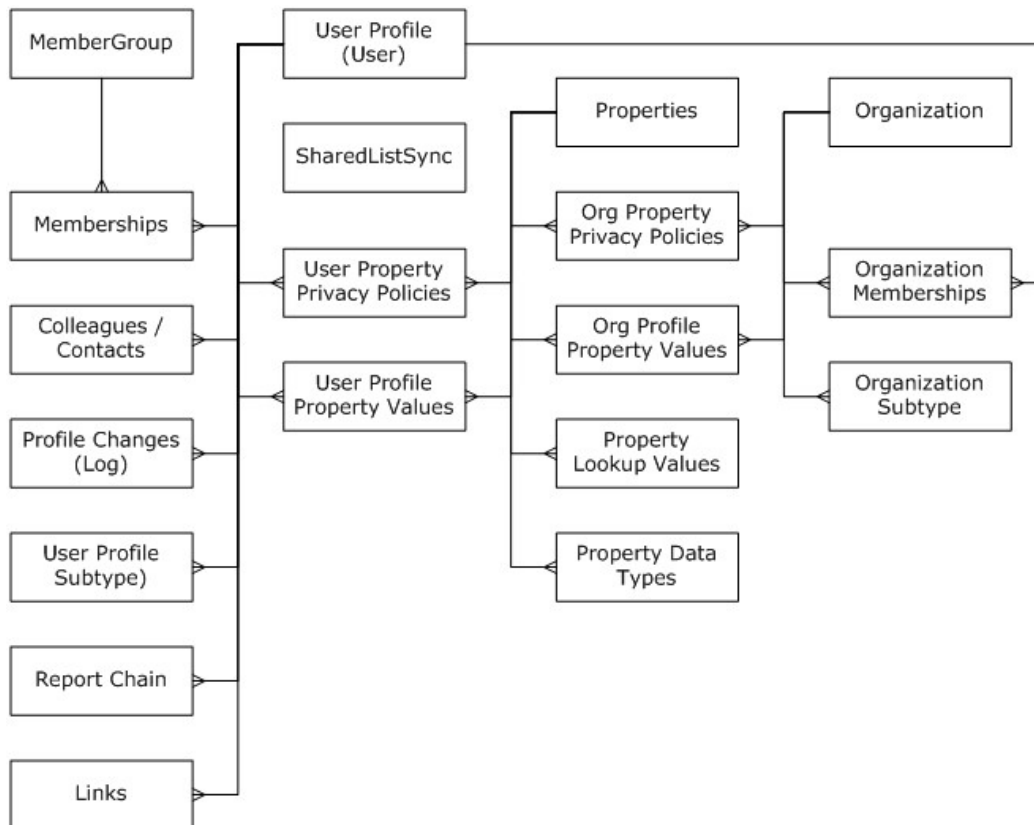 MemberGroup
User Profile
(User)
Properties
Organization
SharedListSync
Memberships
Org Property
Privacy Policies
User Property
Privacy Policies
Organization
Memberships
Colleagues /
Contacts
Org Profile
Property Values
User Profile
Property Values
Organization
Subtype
Profile Changes
(Log)
Property
Lookup Values
User Profile
Subtype)
Property Data
Types
Report Chain
Links